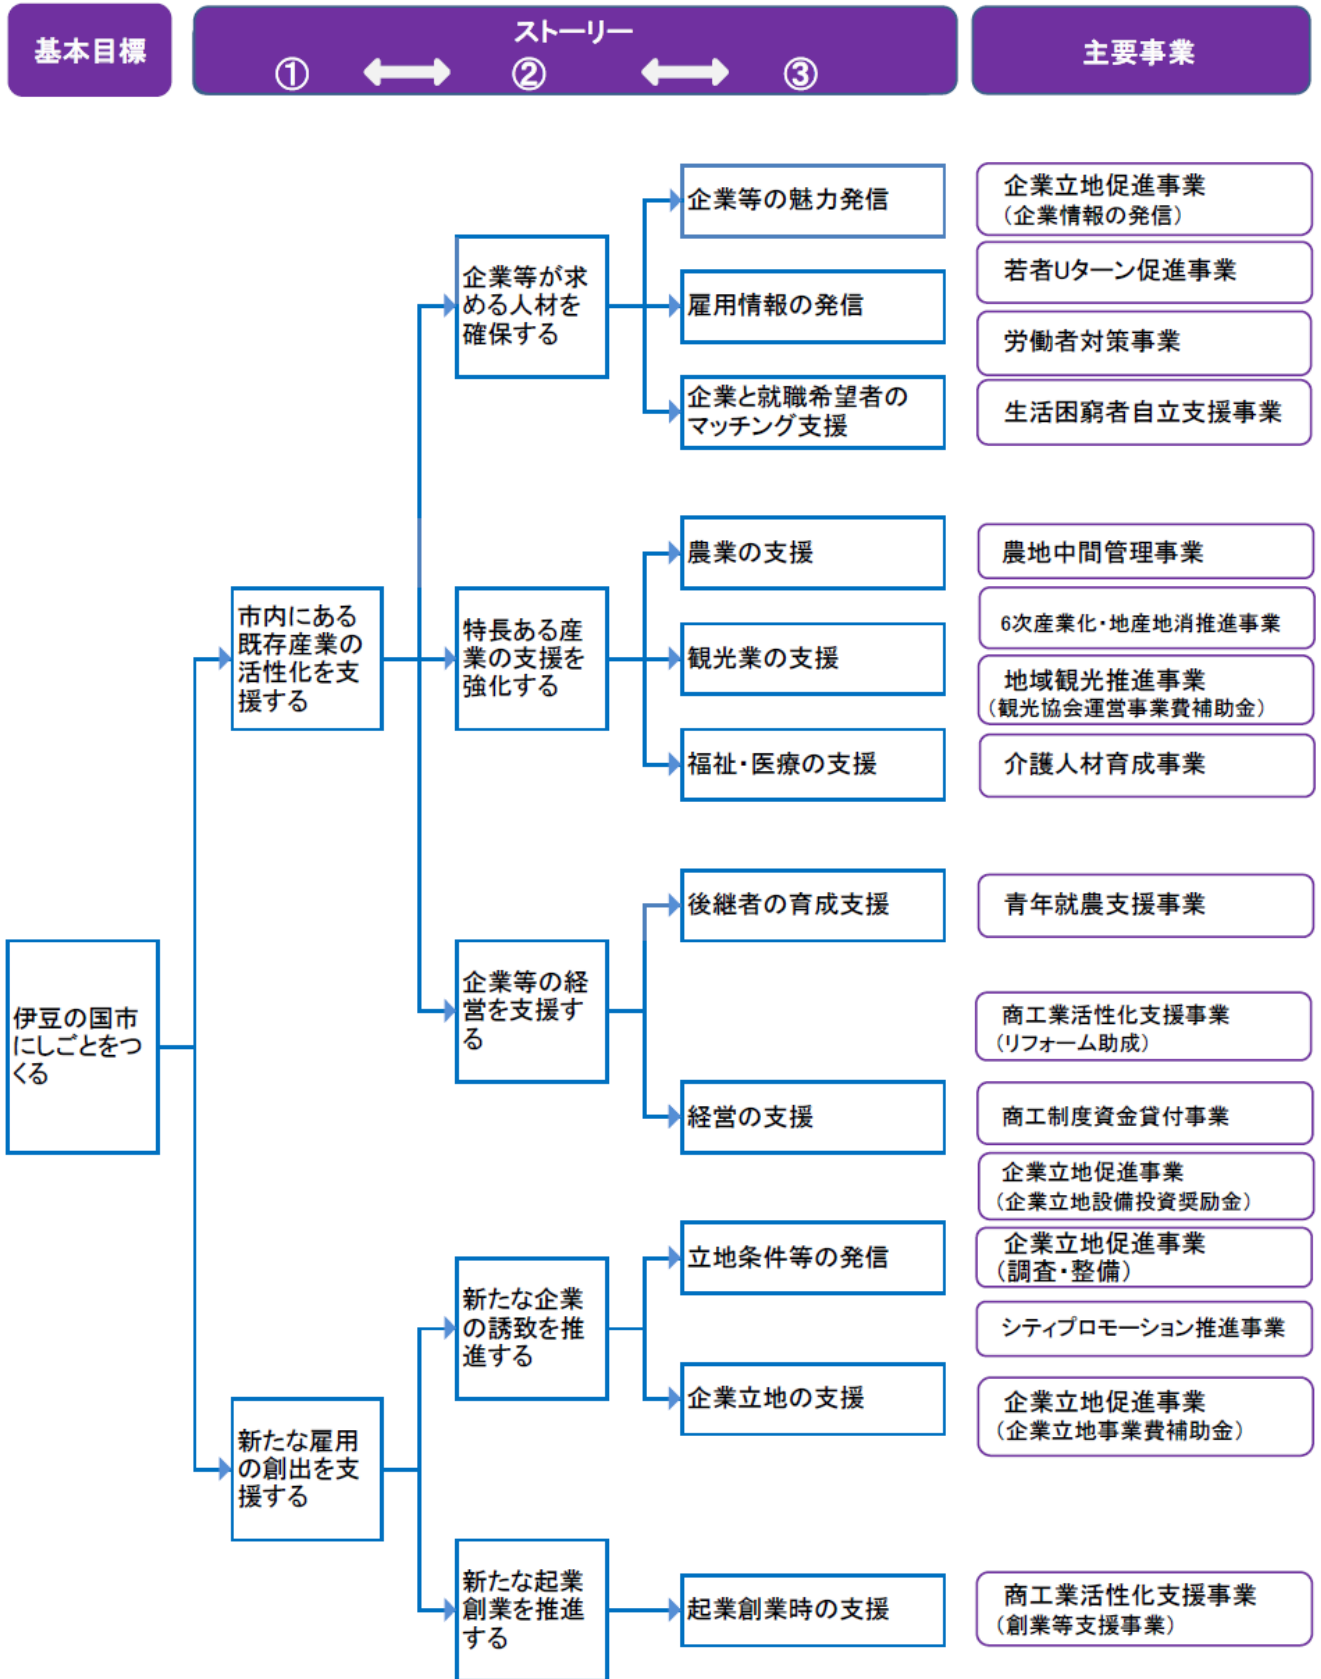 基本目標
ストーリー
① ② ③
主要事業
伊豆の国市
にしごとをつ
くる
市内にある
既存産業の
活性化を支
援する
企業等が求
める人材を
確保する
企業等の魅力発信
雇用情報の発信
企業と就職希望者の
マッチング支援
企業立地促進事業
(企業情報の発信)
若者Uターン促進事業
労働者対策事業
生活困窮者自立支援事業
特長ある産
業の支援を
強化する
農業の支援
観光業の支援
福祉・医療の支援
農地中間管理事業
6次産業化・地産地消推進事業
地域観光推進事業
(観光協会運営事業費補助金)
介護人材育成事業
企業等の経
営を支援す
る
後継者の育成支援
経営の支援
青年就農支援事業
商工業活性化支援事業
(リフォーム助成)
商工制度資金貸付事業
企業立地促進事業
(企業立地設備投資奨励金)
新たな雇用
の創出を支
援する
新たな企業
の誘致を推
進する
立地条件等の発信
企業立地の支援
企業立地促進事業
(調査・整備)
シティプロモーション推進事業
企業立地促進事業
(企業立地事業費補助金)
新たな起業
創業を推進
する
起業創業時の支援
商工業活性化支援事業
(創業等支援事業)